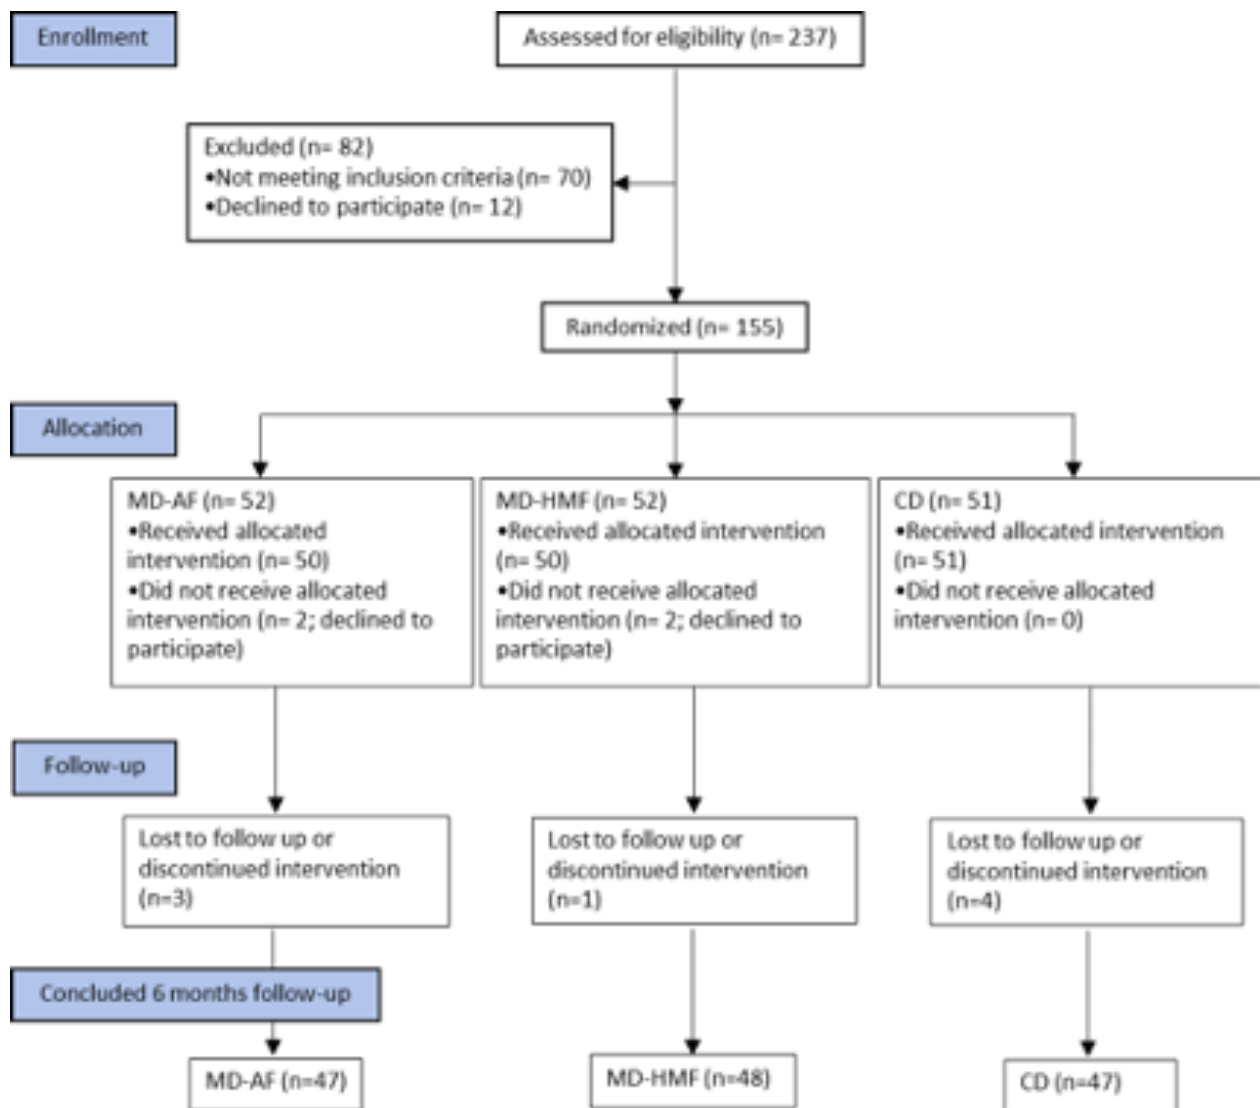 Enrollment
Assessed for eligibility (n= 237)
Excluded (n= 82)
•Not meeting inclusion criteria (n= 70)
•Declined to participate (n= 12)
Randomized (n= 155)
Allocation
MD-AF (n= 52)
•Received allocated
intervention (n= 50)
•Did not receive allocated
intervention (n= 2; declined to
participate)
MD-HMF (n= 52)
•Received allocated intervention
(n= 50)
•Did not receive allocated
intervention (n= 2; declined to
participate)
CD (n= 51)
•Received allocated intervention
(n= 51)
•Did not receive allocated
intervention (n= 0)
Follow-up
Lost to follow up or
discontinued intervention
(n=3)
Lost to follow up or
discontinued intervention
(n=1)
Lost to follow up or
discontinued intervention
(n=4)
Concluded 6 months follow-up
MD-AF (n=47)
MD-HMF (n=48)
CD (n=47)